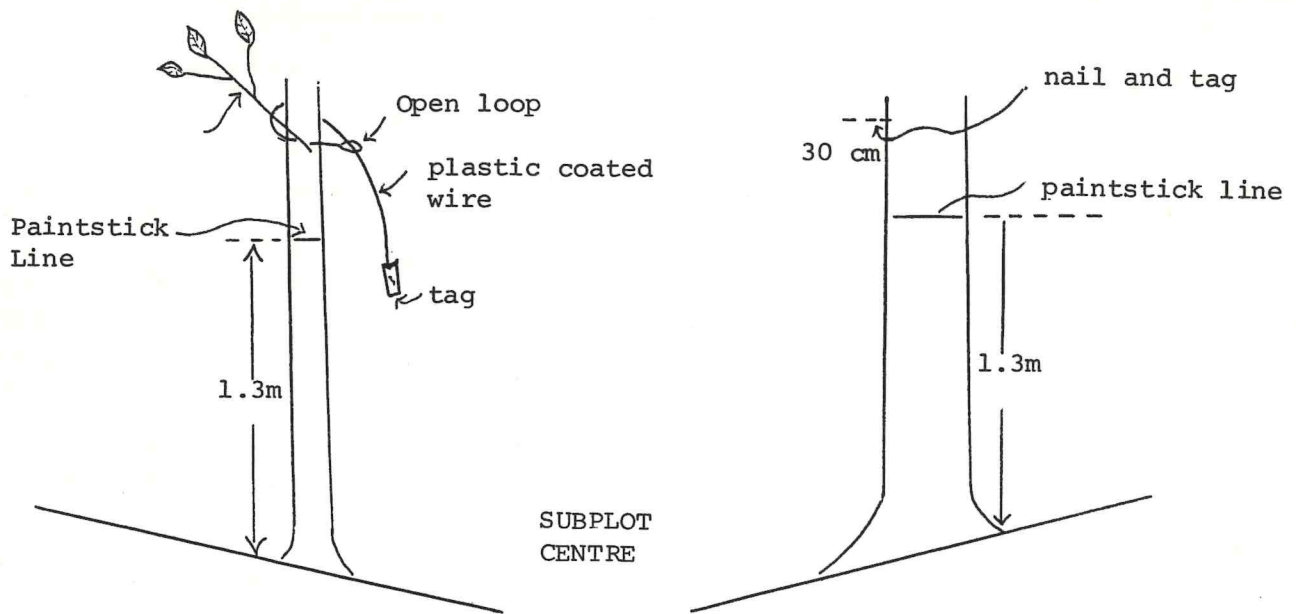 Open loop
plastic coated
wire
Paintstick
Line
tag
1.3m
SUBPLOT
CENTRE
nail and tag
30 cm
paintstick line
1.3m